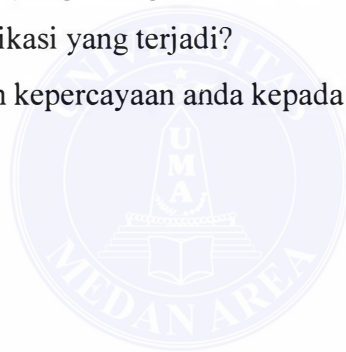 ikasi yang terjadi?
kepercayaan anda kepada
UNIVERSITAS
UMA
MEDAN AREA